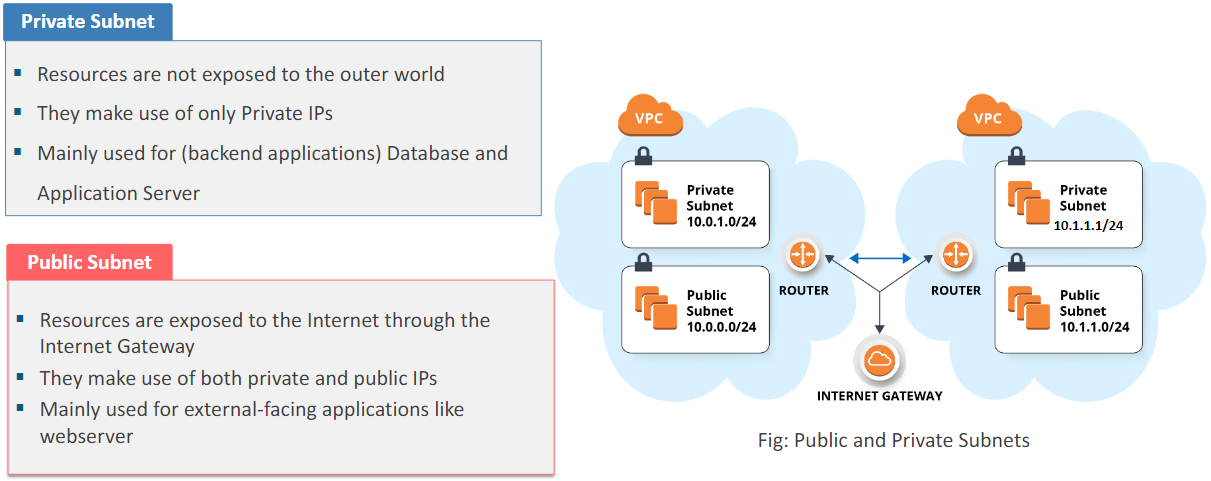 Private Subnet
Resources are not exposed to the outer world
They make use of only Private IPs
Mainly used for (backend applications) Database and
Application Server
Public Subnet
Resources are exposed to the Internet through the
Internet Gateway
They make use of both private and public IPs
Mainly used for external-facing applications like
webserver
VPC
Private
Subnet
10.0.1.0/24
Public
Subnet
10.0.0.0/24
ROUTER
VPC
Private
Subnet
10.1.1.1/24
Public
Subnet
10.1.1.0/24
ROUTER
INTERNET GATEWAY
Fig: Public and Private Subnets